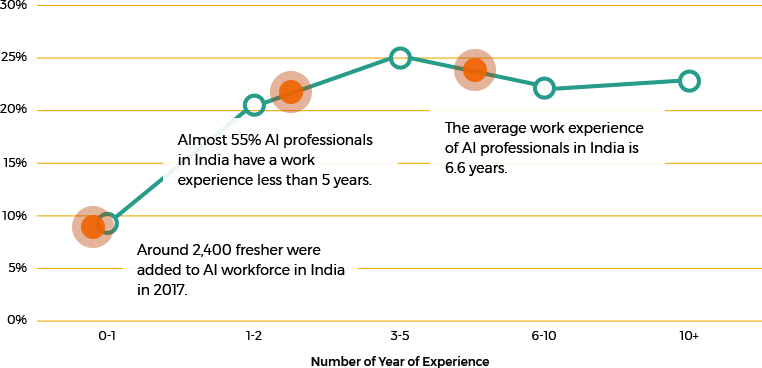 30%
25%
20%
15%
10%
5%
0%
Almost 55% AI professionals
in India have a work
experience less than 5 years.
The average work experience
of AI professionals in India is
6.6 years.
Around 2,400 fresher were
added to AI workforce in India
in 2017.
0-1 1-2 3-5 6-10 10+
Number of Year of Experience